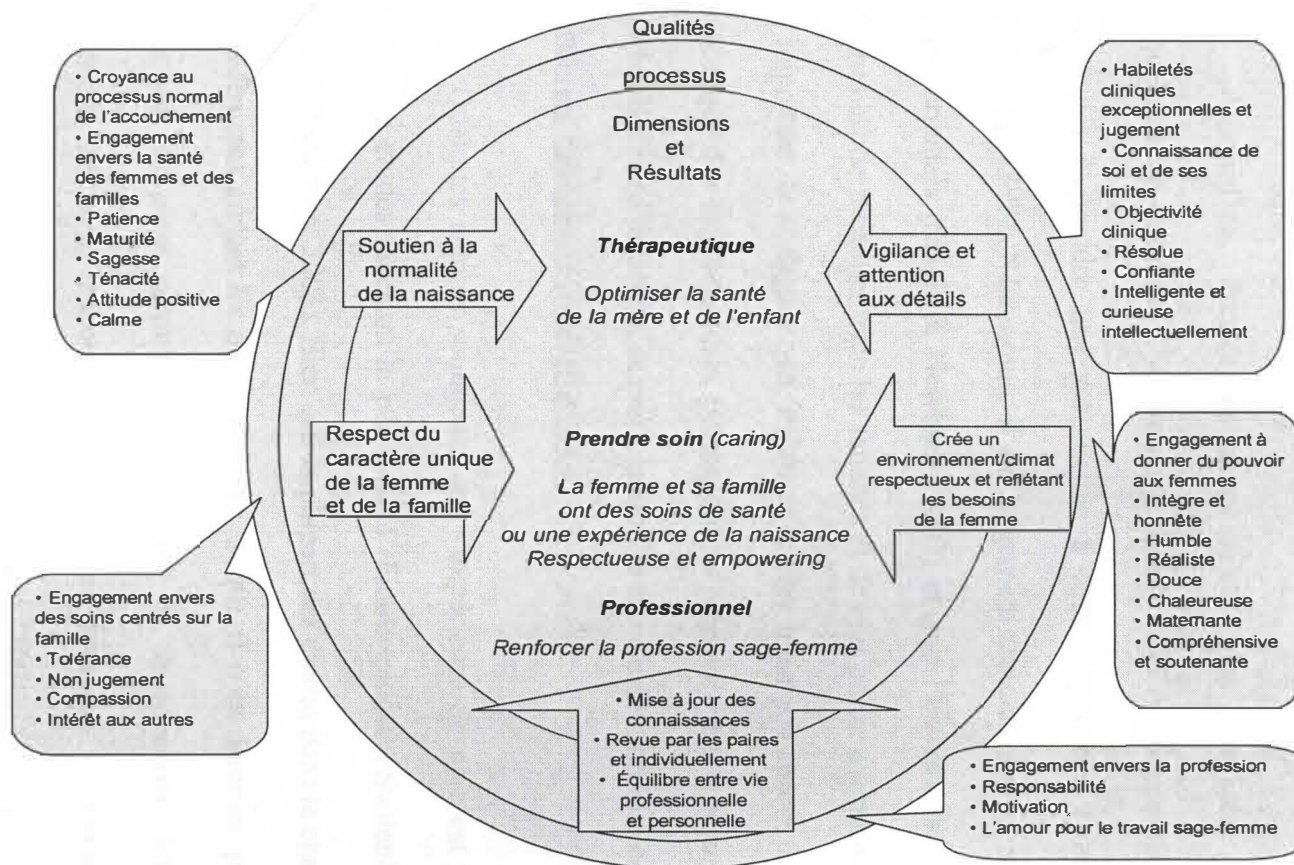 Qualités
processus
Dimensions
et
Résultats
• Croyance au
processus normal
de l'accouchement
• Engagement
envers la santé
des femmes et des
familles
• Patience
• Maturité
• Sagesse
• Ténacité
• Attitude positive
• Calme
Soutien à la
normalité
de la naissance
Thérapeutique
Optimiser la santé
de la mère et de l'enfant
Vigilance et
attention
aux détails
• Habiletés
cliniques
exceptionnelles et
jugement
• Connaissance de
soi et de ses
limites
• Objectivité
clinique
• Résolue
• Confiante
• Intelligente et
curieuse
intellectuellement
Respect du
caractère unique
de la femme
et de la famille
Prendre soin (caring)
La femme et sa famille
ont des soins de santé
ou une expérience de la naissance
Respectueuse et empowering
Crée un
environnement/climat
respectueux et reflétant
les besoins
de la femme
• Engagement à
donner du pouvoir
aux femmes
• Intègre et
honnête
• Humble
• Réaliste
• Douce
• Chaleureuse
• Maternante
• Compréhensive
et soutenante
• Engagement envers
des soins centrés sur la
famille
• Tolérance
• Non jugement
• Compassion
• Intérêt aux autres
Professionnel
Renforcer la profession sage-femme
• Mise à jour des
connaissances
• Revue par les paires
et individuellement
• Équilibre entre vie
professionnelle
et personnelle
• Engagement envers la profession
• Responsabilité
• Motivation
• L'amour pour le travail sage-femme